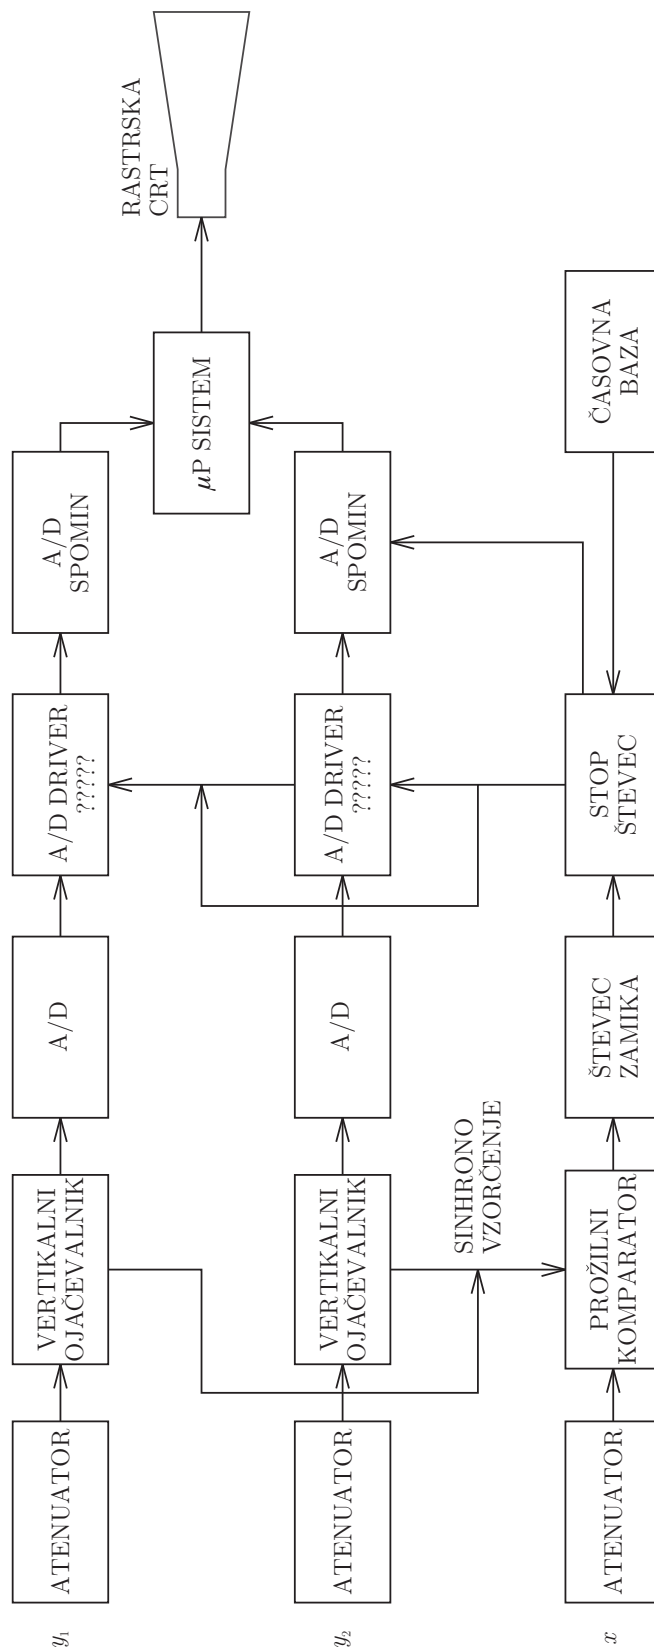 y₁
ATENUATOR
VERTIKALNI
OJAČEVALNIK
A/D
A/D DRIVER
?????
A/D
SPOMIN
µP SISTEM
RASTRSKA
CRT
y₂
ATENUATOR
VERTIKALNI
OJAČEVALNIK
SINHRONO
VZORČENJE
A/D
A/D DRIVER
?????
A/D
SPOMIN
x
ATENUATOR
PROŽILNI
KOMPARATOR
ŠTEVEC
ZAMIKA
STOP
ŠTEVEC
ČASOVNA
BAZA